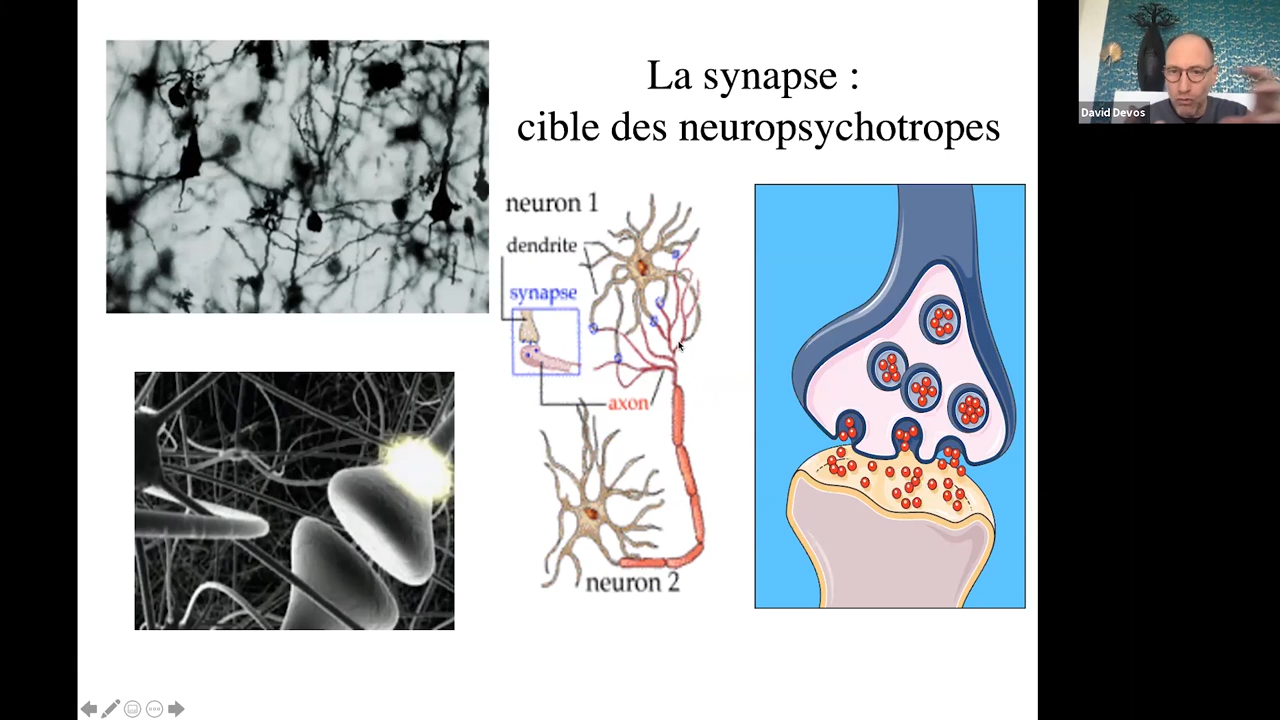 La synapse :
cible des neuropsychotropes
neuron 1
dendrite
synapse
axon
neuron 2
David Devos